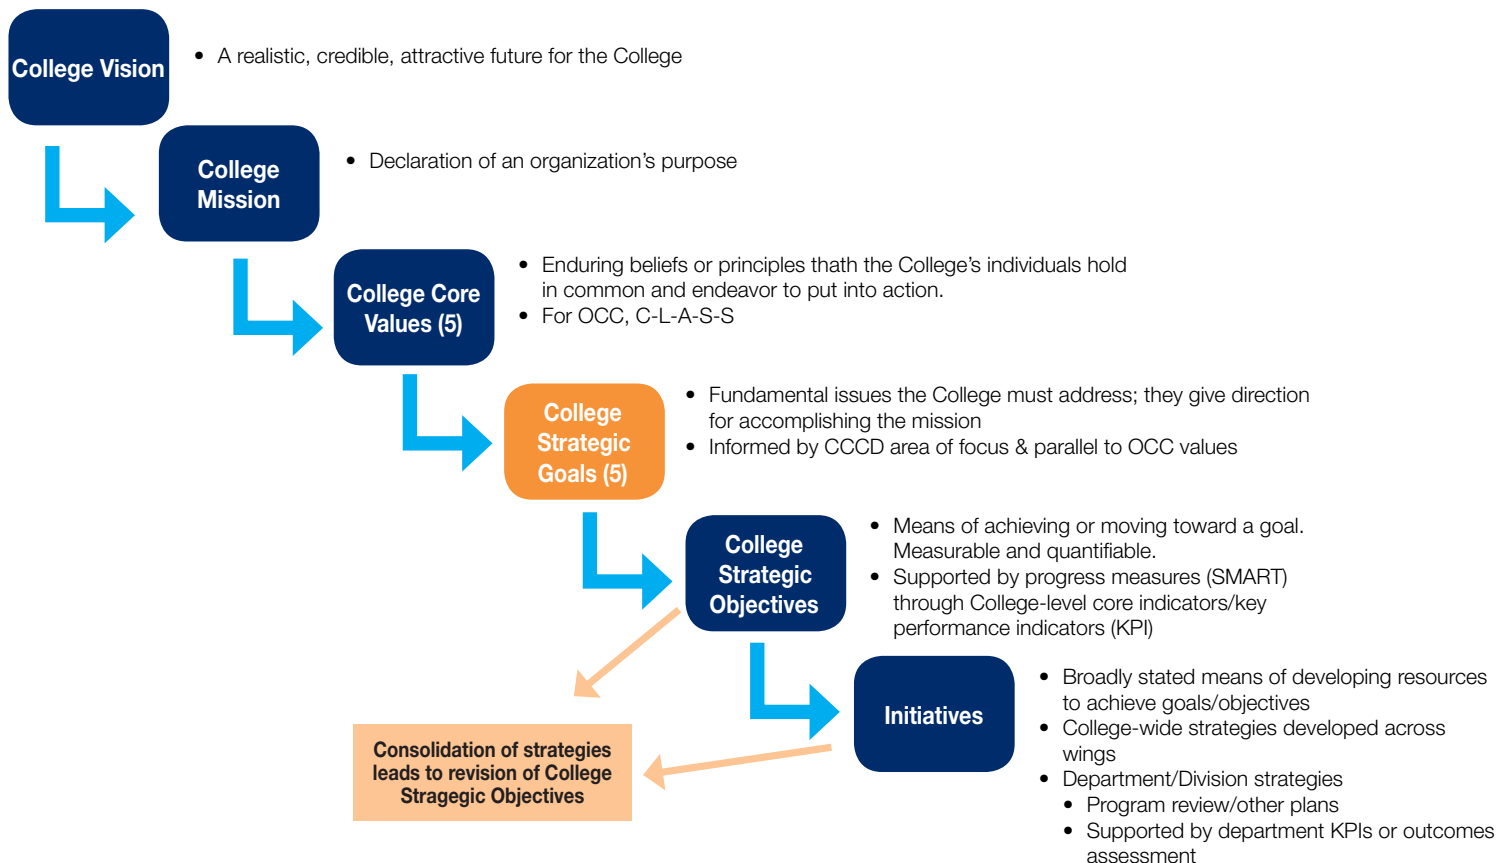 College Vision
• A realistic, credible, attractive future for the College
College
Mission
• Declaration of an organization’s purpose
College Core
Values (5)
• Enduring beliefs or principles thath the College’s individuals hold
in common and endeavor to put into action.
• For OCC, C-L-A-S-S
College
Strategic
Goals (5)
• Fundamental issues the College must address; they give direction
for accomplishing the mission
• Informed by CCCD area of focus & parallel to OCC values
College
Strategic
Objectives
• Means of achieving or moving toward a goal.
Measurable and quantifiable.
• Supported by progress measures (SMART)
through College-level core indicators/key
performance indicators (KPI)
Initiatives
• Broadly stated means of developing resources
to achieve goals/objectives
• College-wide strategies developed across
wings
• Department/Division strategies
• Program review/other plans
• Supported by department KPIs or outcomes
assessment
Consolidation of strategies
leads to revision of College
Stragegic Objectives